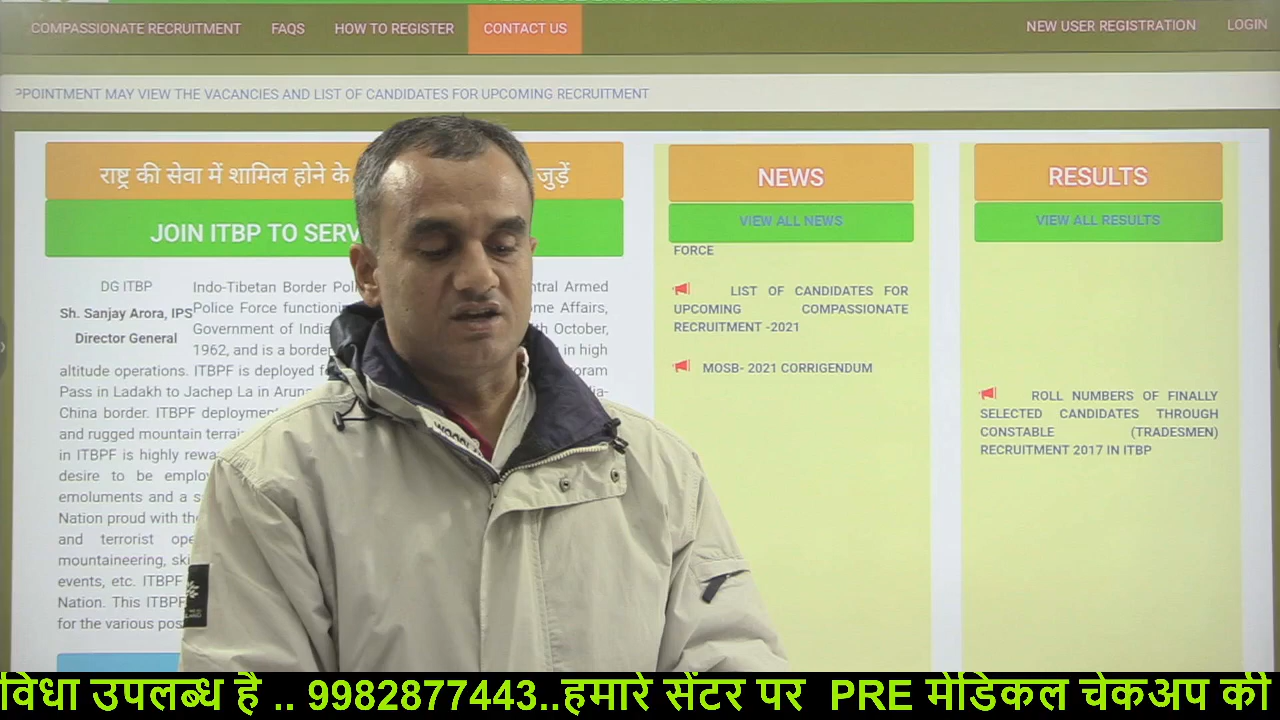 COMPASSIONATE RECRUITMENT FAQS HOW TO REGISTER CONTACT US NEW USER REGISTRATION LOGIN
PPOINTMENT MAY VIEW THE VACANCIES AND LIST OF CANDIDATES FOR UPCOMING RECRUITMENT
राष्ट्र की सेवा में शामिल होने के जुड़ें
JOIN ITBP TO SERV
DG ITBP
Sh. Sanjay Arora, IPS
Director General
Indo-Tibetan Border Poli ntral Armed
Police Force functionin ome Affairs,
Government of India th October,
1962, and is a border in high
altitude operations. ITBPF is deployed f oram
Pass in Ladakh to Jachep La in Aruna dia-
China border. ITBPF deployment
and rugged mountain terrai
in ITBPF is highly rewa
desire to be employ
emoluments and a s
Nation proud with the
and terrorist ope
mountaineering, ski
events, etc. ITBPF
Nation. This ITBPF
for the various pos
NEWS
VIEW ALL NEWS
FORCE
LIST OF CANDIDATES FOR
UPCOMING COMPASSIONATE
RECRUITMENT -2021
MOSB- 2021 CORRIGENDUM
RESULTS
VIEW ALL RESULTS
ROLL NUMBERS OF FINALLY
SELECTED CANDIDATES THROUGH
CONSTABLE (TRADESMEN)
RECRUITMENT 2017 IN ITBP
विधा उपलब्ध है .. 9982877443..हमारे सेंटर पर PRE मेडिकल चेकअप की